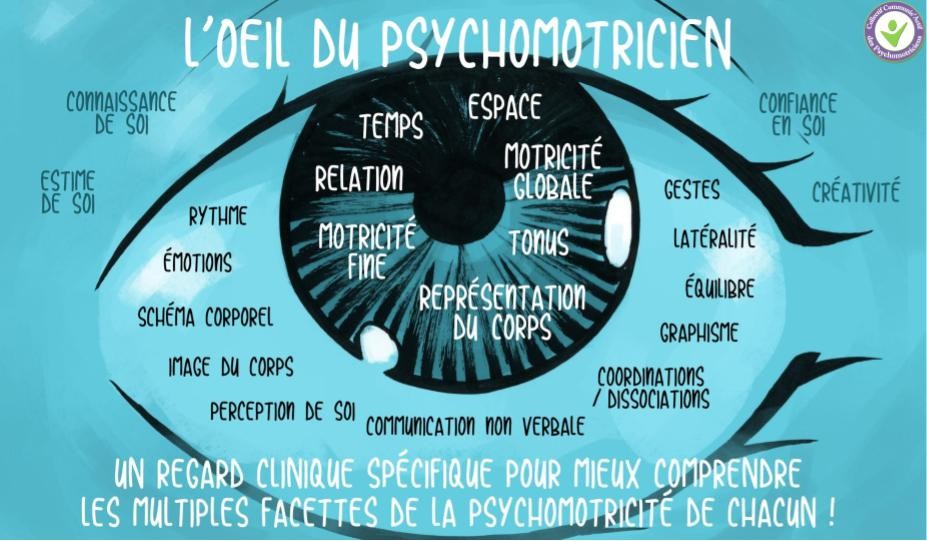 L'OEIL DU PSYCHOMOTRICIEN
Collectif Communic'Actif
des Psychomotriciens
CONNAISSANCE
DE SOI
ESTIME
DE SOI
CONFIANCE
EN SOI
CRÉATIVITÉ
TEMPS
ESPACE
RELATION
MOTRICITÉ
GLOBALE
MOTRICITÉ
FINE
TONUS
REPRÉSENTATION
DU CORPS
RYTHME
ÉMOTIONS
SCHÉMA CORPOREL
IMAGE DU CORPS
PERCEPTION DE SOI
COMMUNICATION NON VERBALE
GESTES
LATÉRALITÉ
ÉQUILIBRE
GRAPHISME
COORDINATIONS
/ DISSOCIATIONS
UN REGARD CLINIQUE SPÉCIFIQUE POUR MIEUX COMPRENDRE
LES MULTIPLES FACETTES DE LA PSYCHOMOTRICITÉ DE CHACUN !